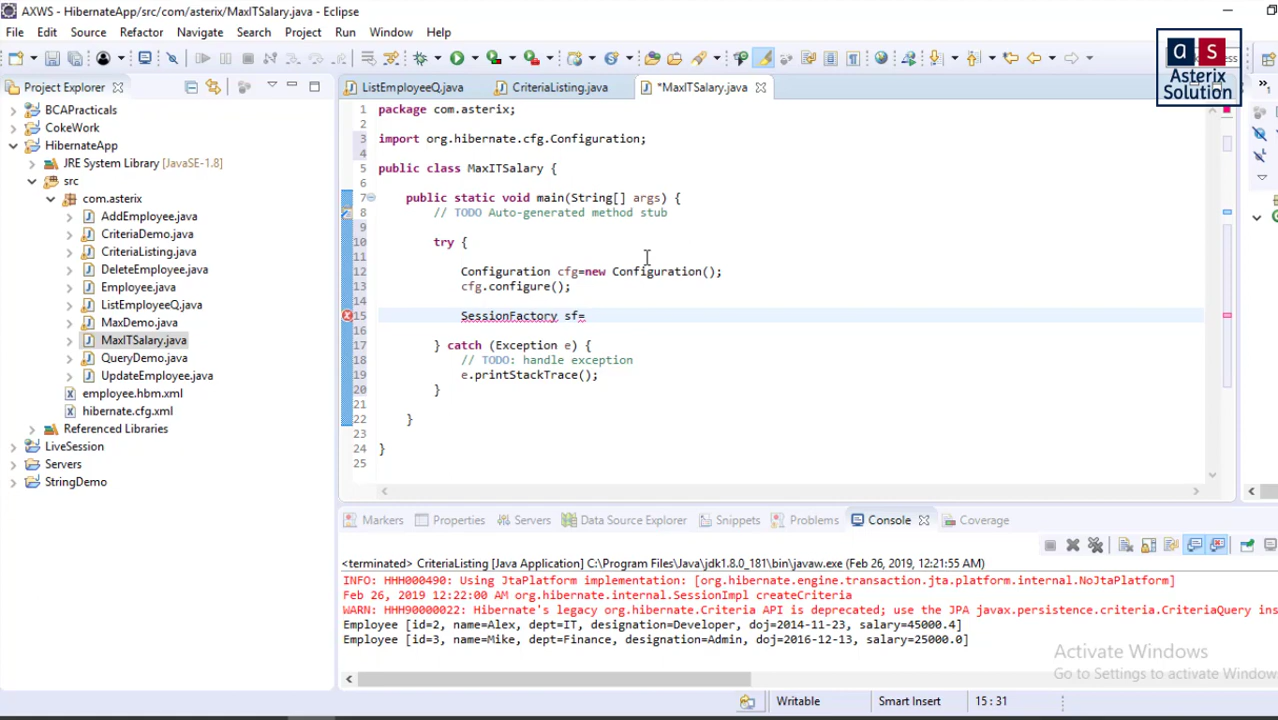 AXWS - HibernateApp/src/com/asterix/MaxITSalary.java - Eclipse
File Edit Source Refactor Navigate Search Project Run Window Help
a s
Asterix
Solution
Project Explorer
ListEmployeeQ.java
CriteriaListing.java
*MaxITSalary.java
BCAPracticals
CokeWork
HibernateApp
JRE System Library [JavaSE-1.8]
src
com.asterix
AddEmployee.java
CriteriaDemo.java
CriteriaListing.java
DeleteEmployee.java
Employee.java
ListEmployeeQ.java
MaxDemo.java
MaxITSalary.java
QueryDemo.java
UpdateEmployee.java
employee.hbm.xml
hibernate.cfg.xml
Referenced Libraries
LiveSession
Servers
StringDemo
1 package com.asterix;
2
3 import org.hibernate.cfg.Configuration;
4
5 public class MaxITSalary {
6
7 public static void main(String[] args) {
8 // TODO Auto-generated method stub
9
10 try {
11
12 Configuration cfg=new Configuration();
13 cfg.configure();
14
15 SessionFactory sf=
16
17 } catch (Exception e) {
18 // TODO: handle exception
19 e.printStackTrace();
20 }
21
22 }
23
24 }
25
Markers Properties Servers Data Source Explorer Snippets Problems Console Coverage
<terminated> CriteriaListing [Java Application] C:\Program Files\Java\jdk1.8.0_181\bin\javaw.exe (Feb 26, 2019 12:21:55 AM)
INFO: HHH000490: Using JtaPlatform implementation: [org.hibernate.engine.transaction.jta.platform.internal.NoJtaPlatform]
Feb 26, 2019 12:22:00 AM org.hibernate.internal.SessionImpl createCriteria
WARN: HHH90000022: Hibernate's legacy org.hibernate.Criteria API is deprecated; use the JPA javax.persistence.criteria.CriteriaQuery ins
Employee [id=2, name=Alex, dept=IT, designation=Developer, doj=2014-11-23, salary=45000.4]
Employee [id=3, name=Mike, dept=Finance, designation=Admin, doj=2016-12-13, salary=25000.0]
Activate Windows
Go to Settings to activate Windows
Writable Smart Insert 15 : 31